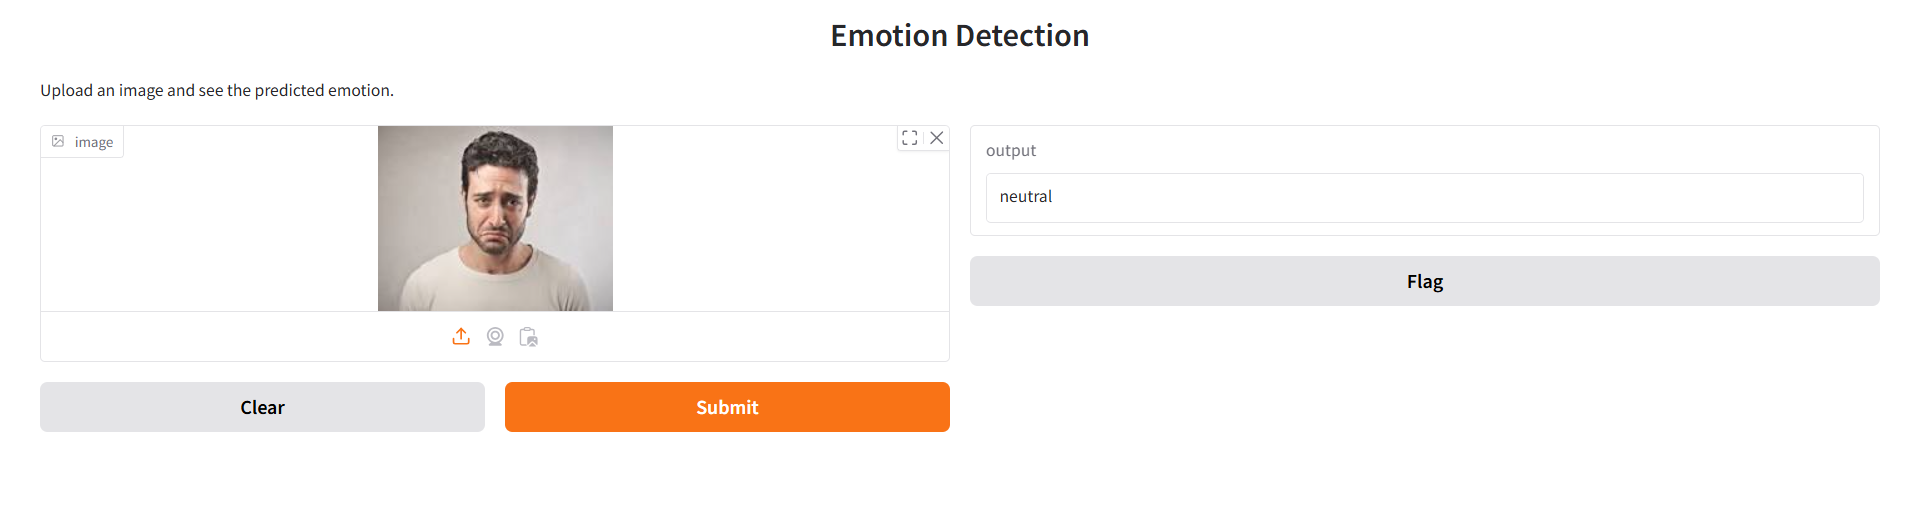 Emotion Detection
Upload an image and see the predicted emotion.
image
output
neutral
Flag
Clear
Submit